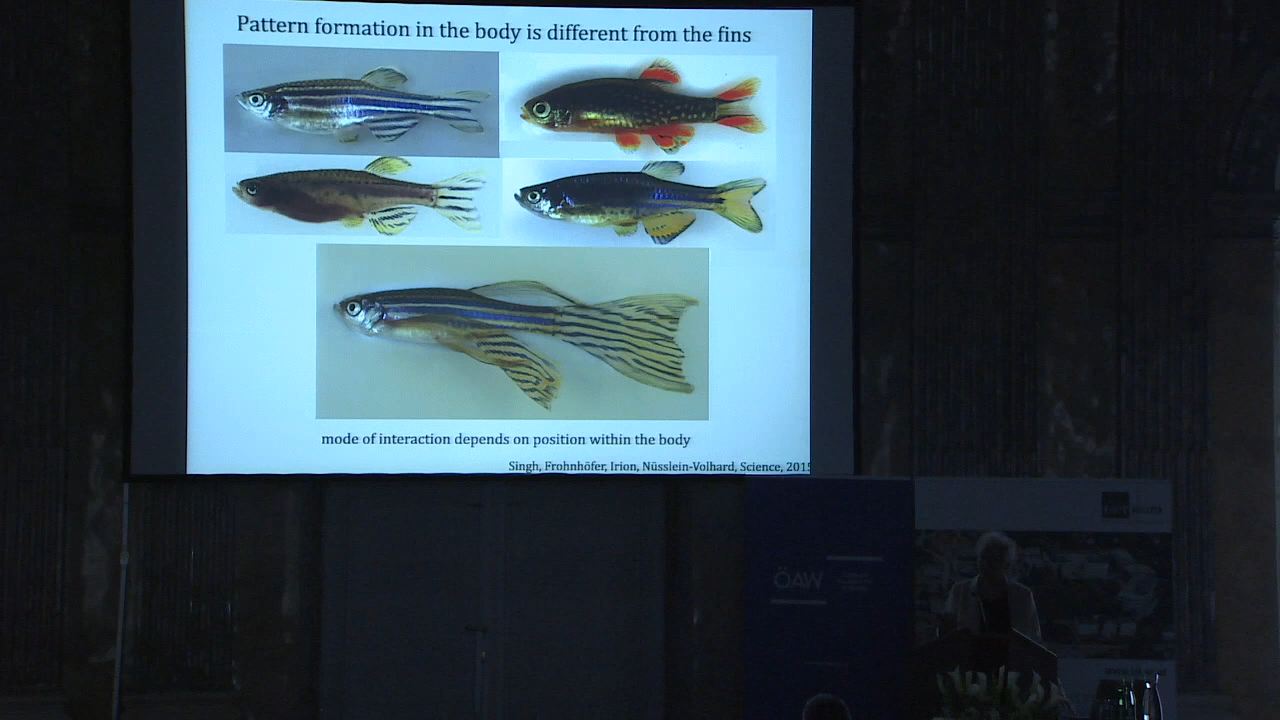 Pattern formation in the body is different from the fins
mode of interaction depends on position within the body
Singh, Frohnhöfer, Irion, Nüsslein-Volhard, Science, 2015
ÖAW